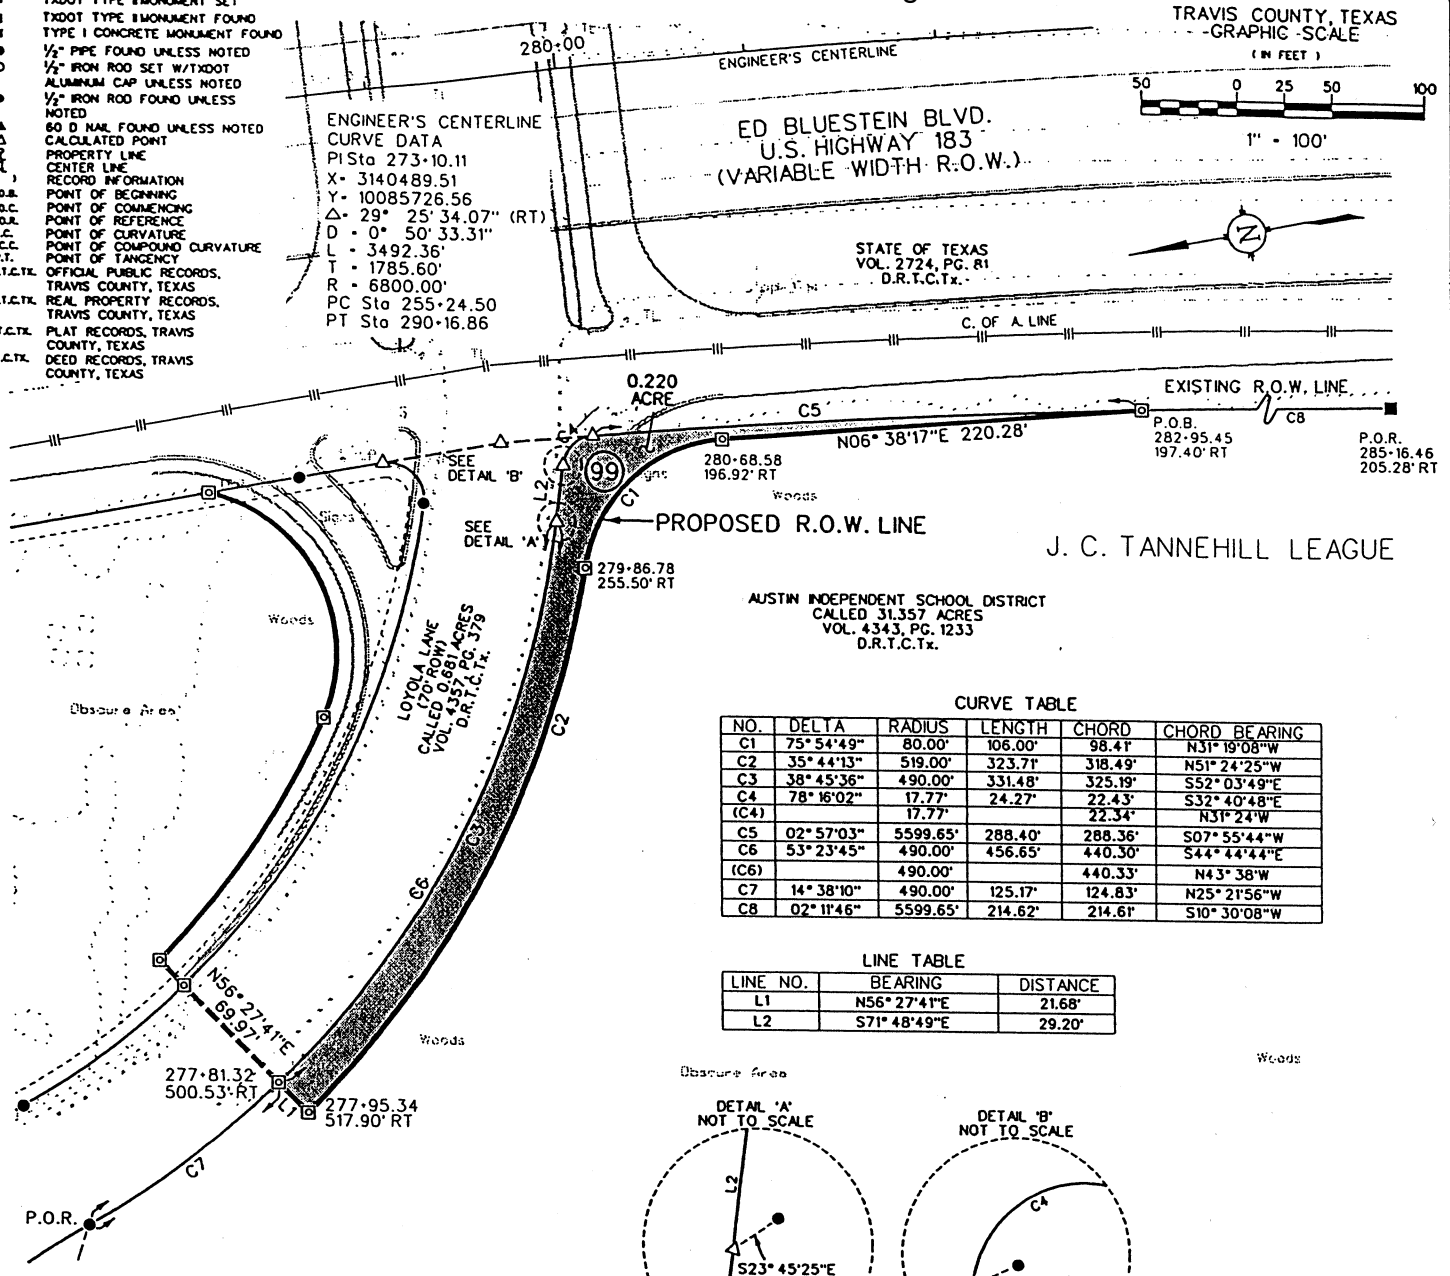 TXDOT TYPE II MONUMENT SET
TXDOT TYPE II MONUMENT FOUND
TYPE I CONCRETE MONUMENT FOUND
1/2" PIPE FOUND UNLESS NOTED
1/2" IRON ROD SET W/TXDOT
ALUMINUM CAP UNLESS NOTED
1/2" IRON ROD FOUND UNLESS
NOTED
60 D NAIL FOUND UNLESS NOTED
CALCULATED POINT
PROPERTY LINE
CENTER LINE
) RECORD INFORMATION
O.B. POINT OF BEGINNING
O.C. POINT OF COMMENCING
O.R. POINT OF REFERENCE
.C. POINT OF CURVATURE
.C.C. POINT OF COMPOUND CURVATURE
.T. POINT OF TANGENCY
.T.C.TX. OFFICIAL PUBLIC RECORDS,
TRAVIS COUNTY, TEXAS
.T.C.TX. REAL PROPERTY RECORDS,
TRAVIS COUNTY, TEXAS
.T.C.TX. PLAT RECORDS, TRAVIS
COUNTY, TEXAS
.C.TX. DEED RECORDS, TRAVIS
COUNTY, TEXAS
280+00
ENGINEER'S CENTERLINE
TRAVIS COUNTY, TEXAS
GRAPHIC SCALE
( IN FEET )
50 0 25 50 100
1" = 100'
ENGINEER'S CENTERLINE
CURVE DATA
PI Sta 273+10.11
X= 3140489.51
Y= 10085726.56
Δ= 29° 25' 34.07" (RT)
D = 0° 50' 33.31"
L = 3492.36'
T = 1785.60'
R = 6800.00'
PC Sta 255+24.50
PT Sta 290+16.86
ED BLUESTEIN BLVD.
U.S. HIGHWAY 183
(VARIABLE WIDTH R.O.W.)
N
STATE OF TEXAS
VOL. 2724, PG. 81
D.R.T.C.Tx.
TL
TL
TL
C. OF A. LINE
0.220
ACRE
C5
EXISTING R.O.W. LINE
C8
N06° 38'17"E 220.28'
P.O.B.
282+95.45
197.40' RT
P.O.R.
285+16.46
205.28' RT
C4
SEE
DETAIL 'B'
99
280+68.58
196.92' RT
L2
C1
Signs
Woods
SEE
DETAIL 'A'
PROPOSED R.O.W. LINE
J. C. TANNEHILL LEAGUE
279+86.78
255.50' RT
AUSTIN INDEPENDENT SCHOOL DISTRICT
CALLED 31.357 ACRES
VOL. 4343, PG. 1233
D.R.T.C.Tx.
Woods
LOYOLA LANE
(70' ROW)
CALLED 0.681 ACRES
VOL. 4357, PG. 379
D.R.T.C.Tx.
Obscure Area
C2
C3
C6
CURVE TABLE
NO. DELTA RADIUS LENGTH CHORD CHORD BEARING
C1 75° 54'49" 80.00' 106.00' 98.41' N31° 19'08"W
C2 35° 44'13" 519.00' 323.71' 318.49' N51° 24'25"W
C3 38° 45'36" 490.00' 331.48' 325.19' S52° 03'49"E
C4 78° 16'02" 17.77' 24.27' 22.43' S32° 40'48"E
(C4) 17.77' 22.34' N31° 24'W
C5 02° 57'03" 5599.65' 288.40' 288.36' S07° 55'44"W
C6 53° 23'45" 490.00' 456.65' 440.30' S44° 44'44"E
(C6) 490.00' 440.33' N43° 38'W
C7 14° 38'10" 490.00' 125.17' 124.83' N25° 21'56"W
C8 02° 11'46" 5599.65' 214.62' 214.61' S10° 30'08"W
LINE TABLE
LINE NO. BEARING DISTANCE
L1 N56° 27'41"E 21.68'
L2 S71° 48'49"E 29.20'
N56° 27'41"E
69.97'
Woods
Woods
277+81.32
500.53' RT
L1
277+95.34
517.90' RT
C7
P.O.R.
Obscure Area
DETAIL 'A'
NOT TO SCALE
L2
S23° 45'25"E
DETAIL 'B'
NOT TO SCALE
C4